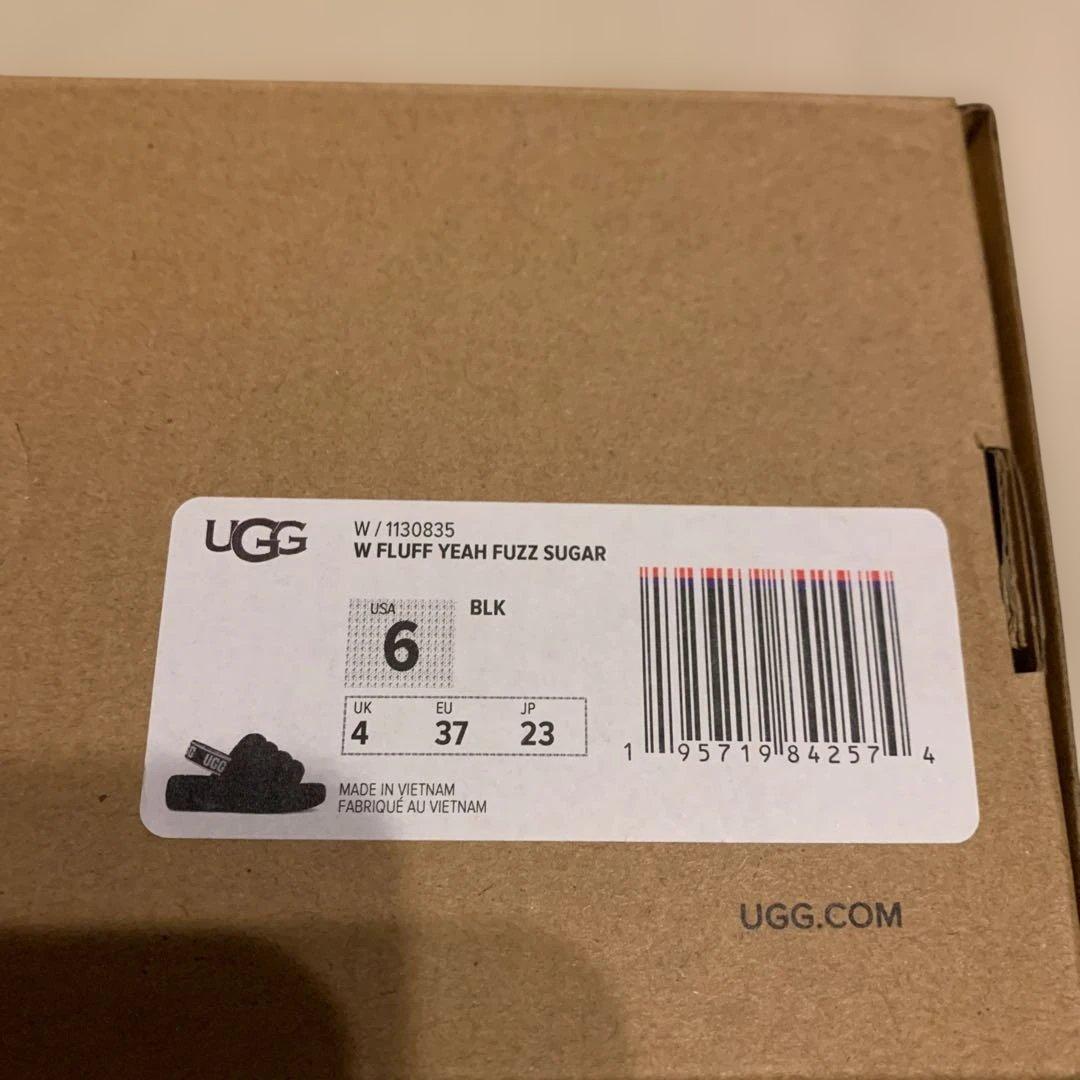 UGG
W / 1130835
W FLUFF YEAH FUZZ SUGAR
USA
6
BLK
UK EU JP
4 37 23
UGG
MADE IN VIETNAM
FABRIQUÉ AU VIETNAM
1 95719 84257 4
UGG.COM